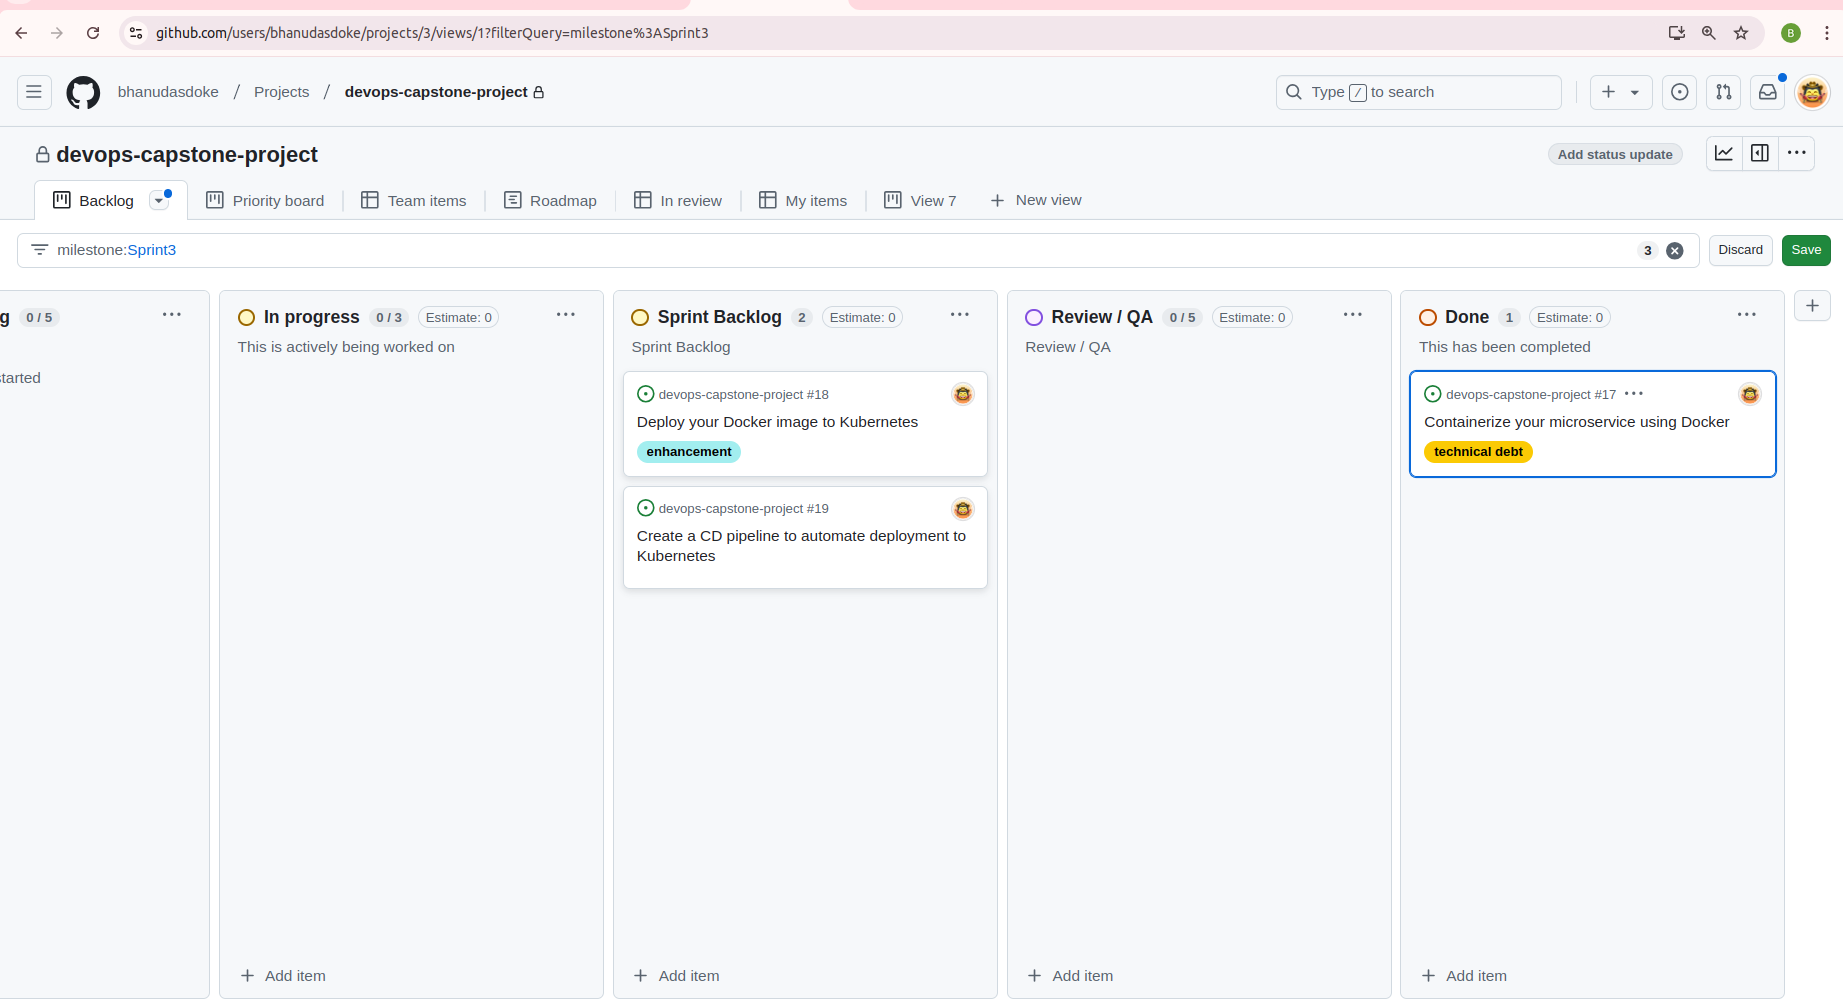 github.com/users/bhanudasdoke/projects/3/views/1?filterQuery=milestone%3ASprint3
B
bhanudasdoke / Projects / devops-capstone-project
Type / to search
devops-capstone-project
Add status update
Backlog
Priority board
Team items
Roadmap
In review
My items
View 7
New view
milestone:Sprint3
3
Discard
Save
g 0 / 5
started
In progress 0 / 3 Estimate: 0
This is actively being worked on
Add item
Sprint Backlog 2 Estimate: 0
Sprint Backlog
devops-capstone-project #18
Deploy your Docker image to Kubernetes
enhancement
devops-capstone-project #19
Create a CD pipeline to automate deployment to
Kubernetes
Add item
Review / QA 0 / 5 Estimate: 0
Review / QA
Add item
Done 1 Estimate: 0
This has been completed
devops-capstone-project #17
Containerize your microservice using Docker
technical debt
Add item